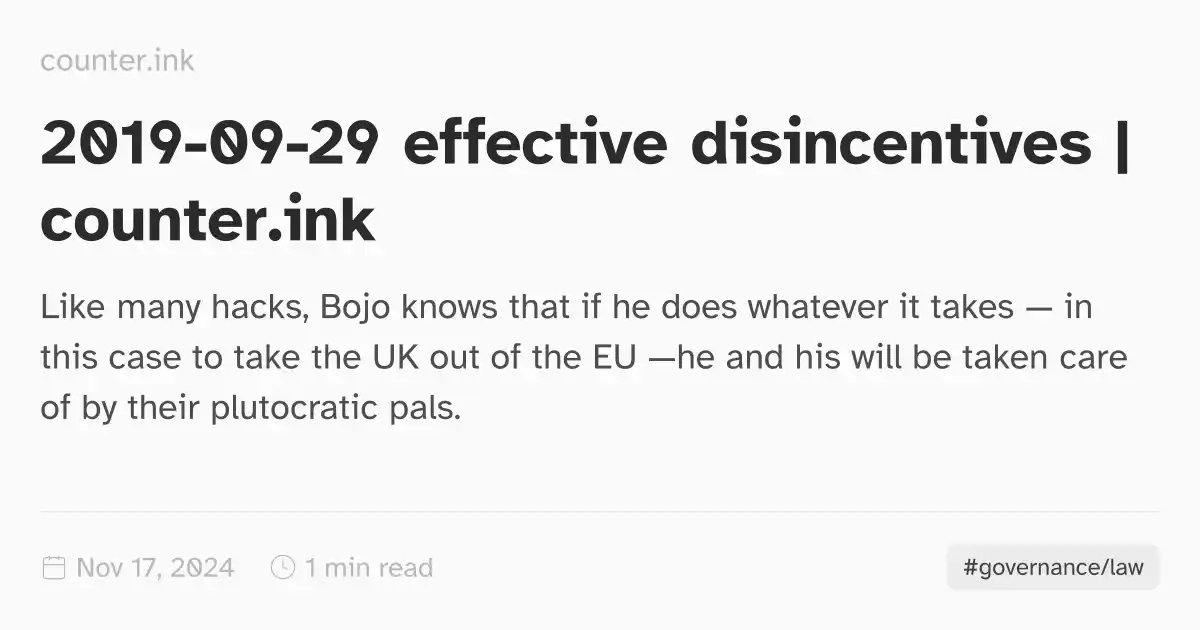 counter.ink
2019-09-29 effective disincentives |
counter.ink
Like many hacks, Bojo knows that if he does whatever it takes — in
this case to take the UK out of the EU —he and his will be taken care
of by their plutocratic pals.
Nov 17, 2024 1 min read #governance/law